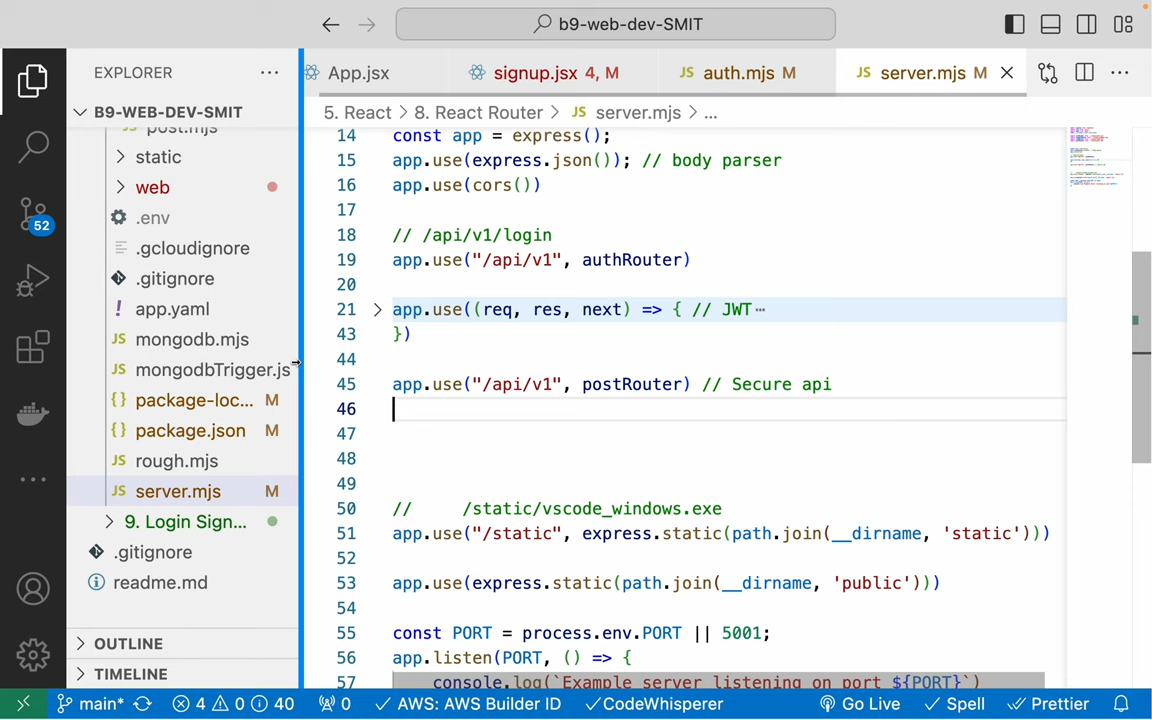 b9-web-dev-SMIT
EXPLORER
B9-WEB-DEV-SMIT
post.mjs
static
web
.env
.gcloudignore
.gitignore
app.yaml
mongodb.mjs
mongodbTrigger.js
package-loc... M
package.json M
rough.mjs
server.mjs M
9. Login Sign...
.gitignore
readme.md
OUTLINE
TIMELINE
52
App.jsx
signup.jsx 4, M
JS auth.mjs M
JS server.mjs M
5. React > 8. React Router > JS server.mjs > ...
14 const app = express();
15 app.use(express.json()); // body parser
16 app.use(cors())
17
18 // /api/v1/login
19 app.use("/api/v1", authRouter)
20
21 app.use((req, res, next) => { // JWT⋯
43 })
44
45 app.use("/api/v1", postRouter) // Secure api
46
47
48
49
50 //     /static/vscode_windows.exe
51 app.use("/static", express.static(path.join(__dirname, 'static')))
52
53 app.use(express.static(path.join(__dirname, 'public')))
54
55 const PORT = process.env.PORT || 5001;
56 app.listen(PORT, () => {
57 console.log(`Example server listening on port ${PORT}`)
main* 4 0 40 0 AWS: AWS Builder ID CodeWhisperer Go Live Spell Prettier